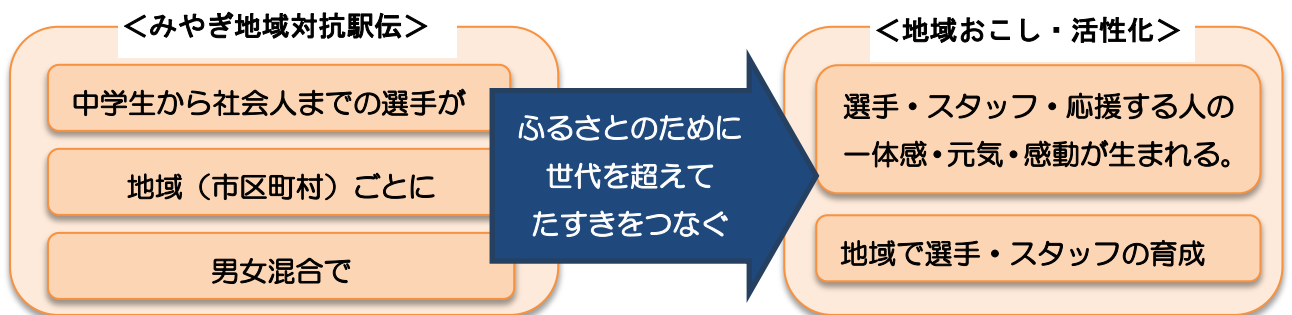 ＜みやぎ地域対抗駅伝＞
中学生から社会人までの選手が
地域（市区町村）ごとに
男女混合で
ふるさとのために
世代を超えて
たすきをつなぐ
＜地域おこし・活性化＞
選手・スタッフ・応援する人の
一体感・元気・感動が生まれる。
地域で選手・スタッフの育成